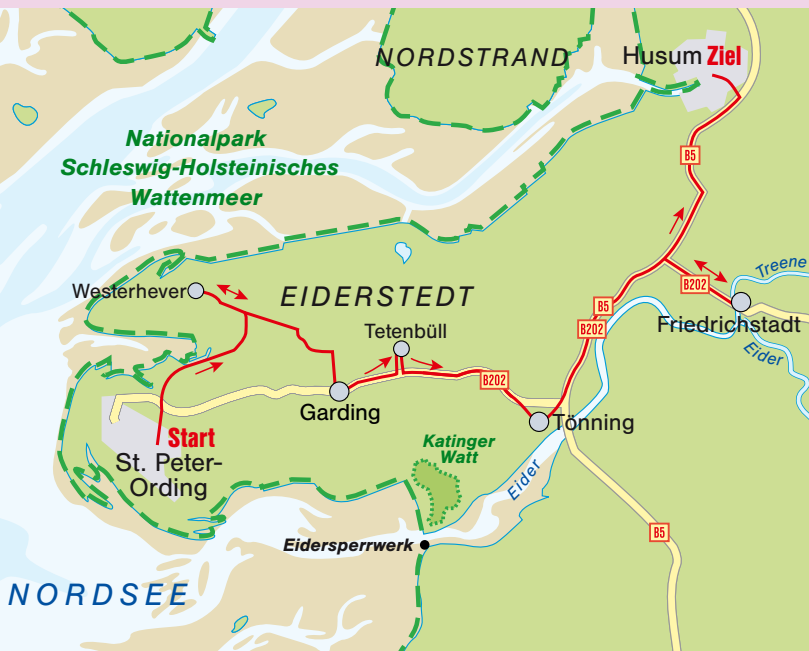 NORDSTRAND
Husum Ziel
Nationalpark
Schleswig-Holsteinisches
Wattenmeer
B5
Treene
Westerhever
EIDERSTEDT
B202
B5
B202
Friedrichstadt
Tetenbüll
Eider
B202
Garding
Tönning
Start
St. Peter-
Ording
Katinger
Watt
Eider
B5
Eidersperrwerk
NORDSEE